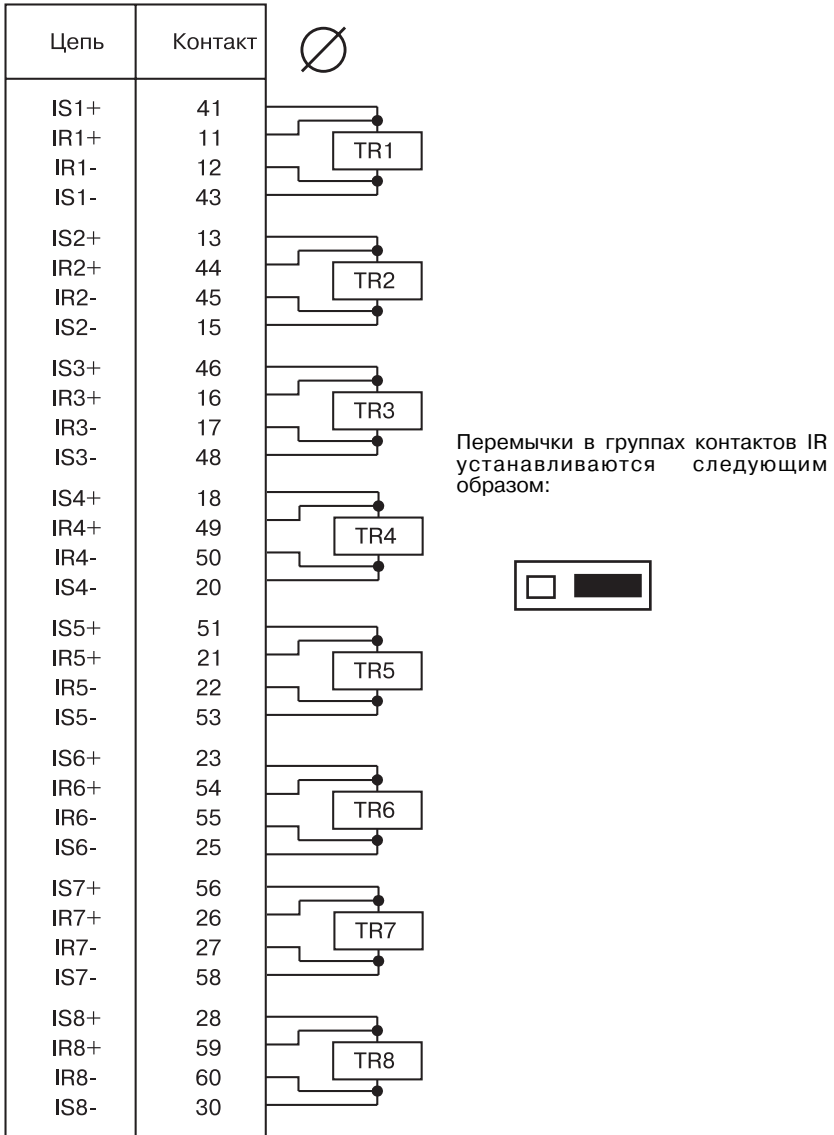 Цепь Контакт
IS1+ 41
IR1+ 11 TR1
IR1- 12
IS1- 43
IS2+ 13
IR2+ 44 TR2
IR2- 45
IS2- 15
IS3+ 46
IR3+ 16 TR3
IR3- 17
IS3- 48
Перемычки в группах контактов IR
устанавливаются следующим
образом:
IS4+ 18
IR4+ 49 TR4
IR4- 50
IS4- 20
IS5+ 51
IR5+ 21 TR5
IR5- 22
IS5- 53
IS6+ 23
IR6+ 54 TR6
IR6- 55
IS6- 25
IS7+ 56
IR7+ 26 TR7
IR7- 27
IS7- 58
IS8+ 28
IR8+ 59 TR8
IR8- 60
IS8- 30